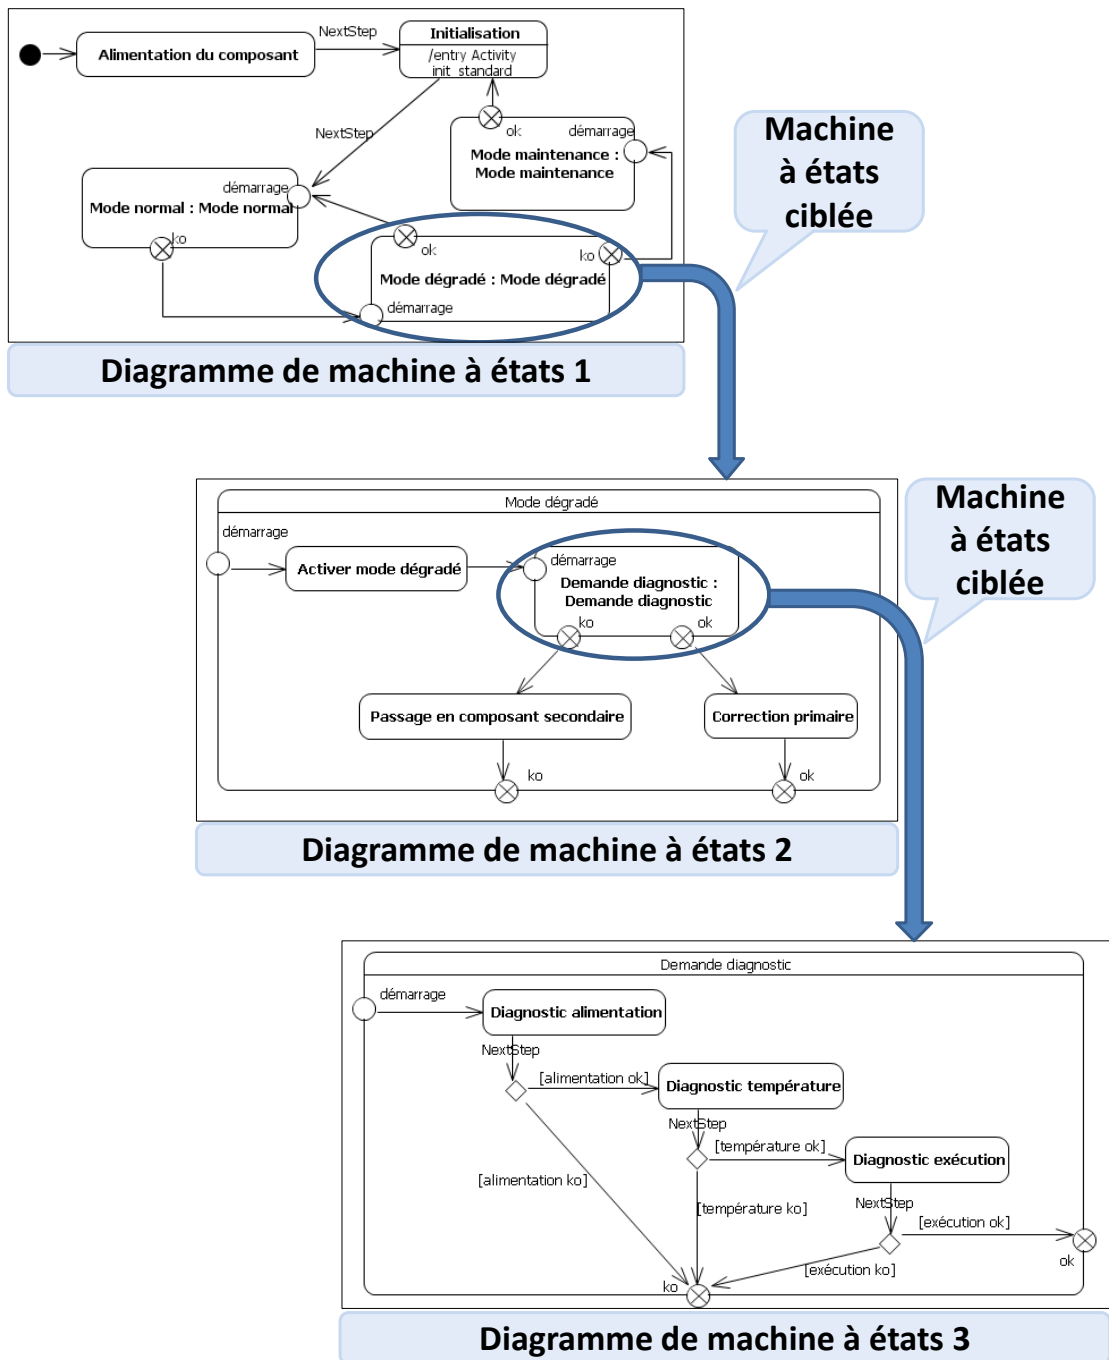 NextStep
Initialisation
Alimentation du composant
/entry Activity
init standard
NextStep
ok
démarrage
Mode maintenance :
Mode maintenance
démarrage
Mode normal : Mode normal
ko
ok
ko
Mode dégradé : Mode dégradé
démarrage
Machine
à états
ciblée
Diagramme de machine à états 1
Mode dégradé
démarrage
Activer mode dégradé
démarrage
Demande diagnostic :
Demande diagnostic
ko
ok
Passage en composant secondaire
Correction primaire
ko
ok
Machine
à états
ciblée
Diagramme de machine à états 2
Demande diagnostic
démarrage
Diagnostic alimentation
NextStep
[alimentation ok]
Diagnostic température
NextStep
[température ok]
Diagnostic exécution
[alimentation ko]
[température ko]
NextStep
[exécution ok]
ok
[exécution ko]
ko
Diagramme de machine à états 3